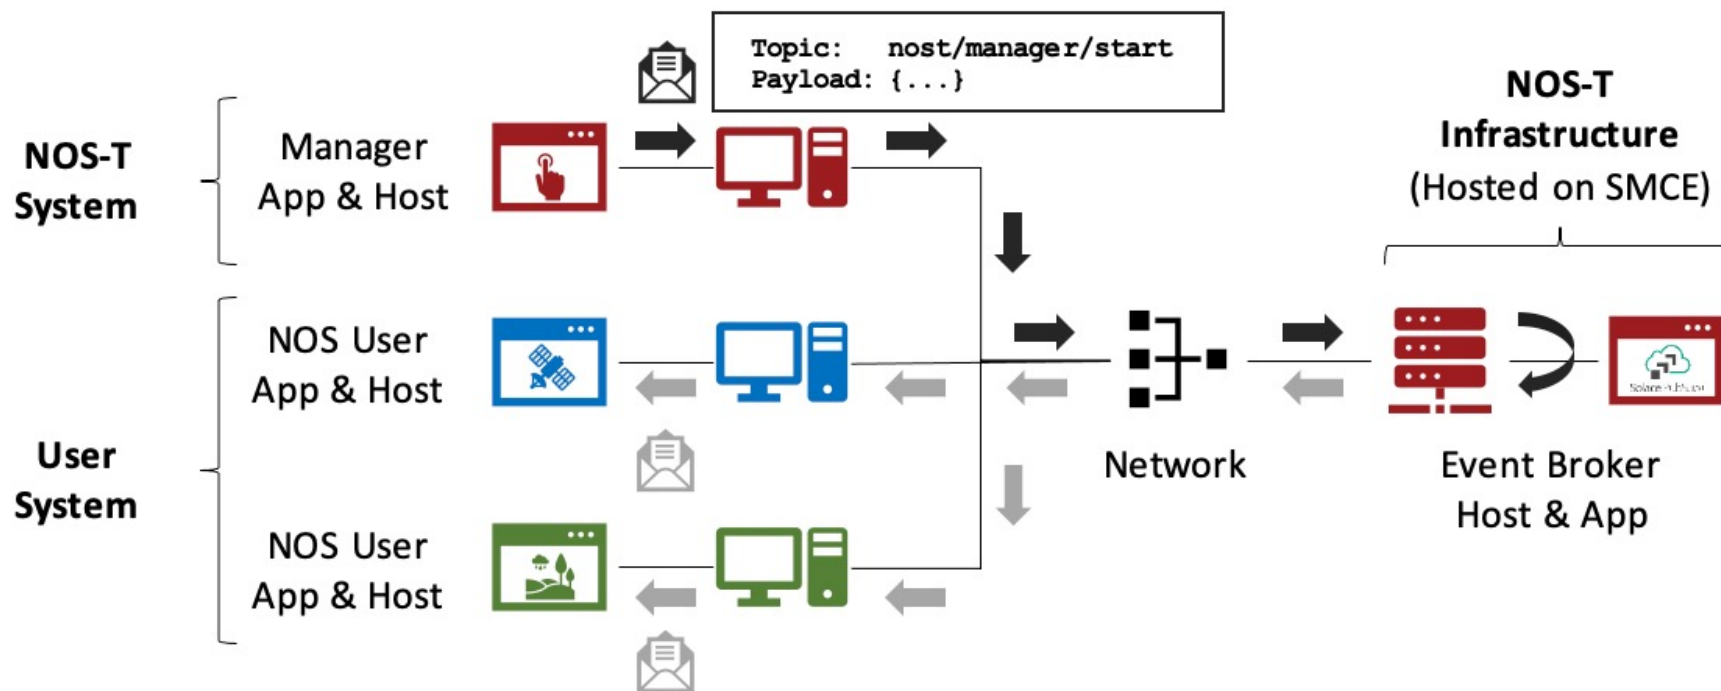 Topic: nost/manager/start
Payload: {...}
NOS-T
System
Manager
App & Host
NOS-T
Infrastructure
(Hosted on SMCE)
User
System
NOS User
App & Host
NOS User
App & Host
Network
Event Broker
Host & App